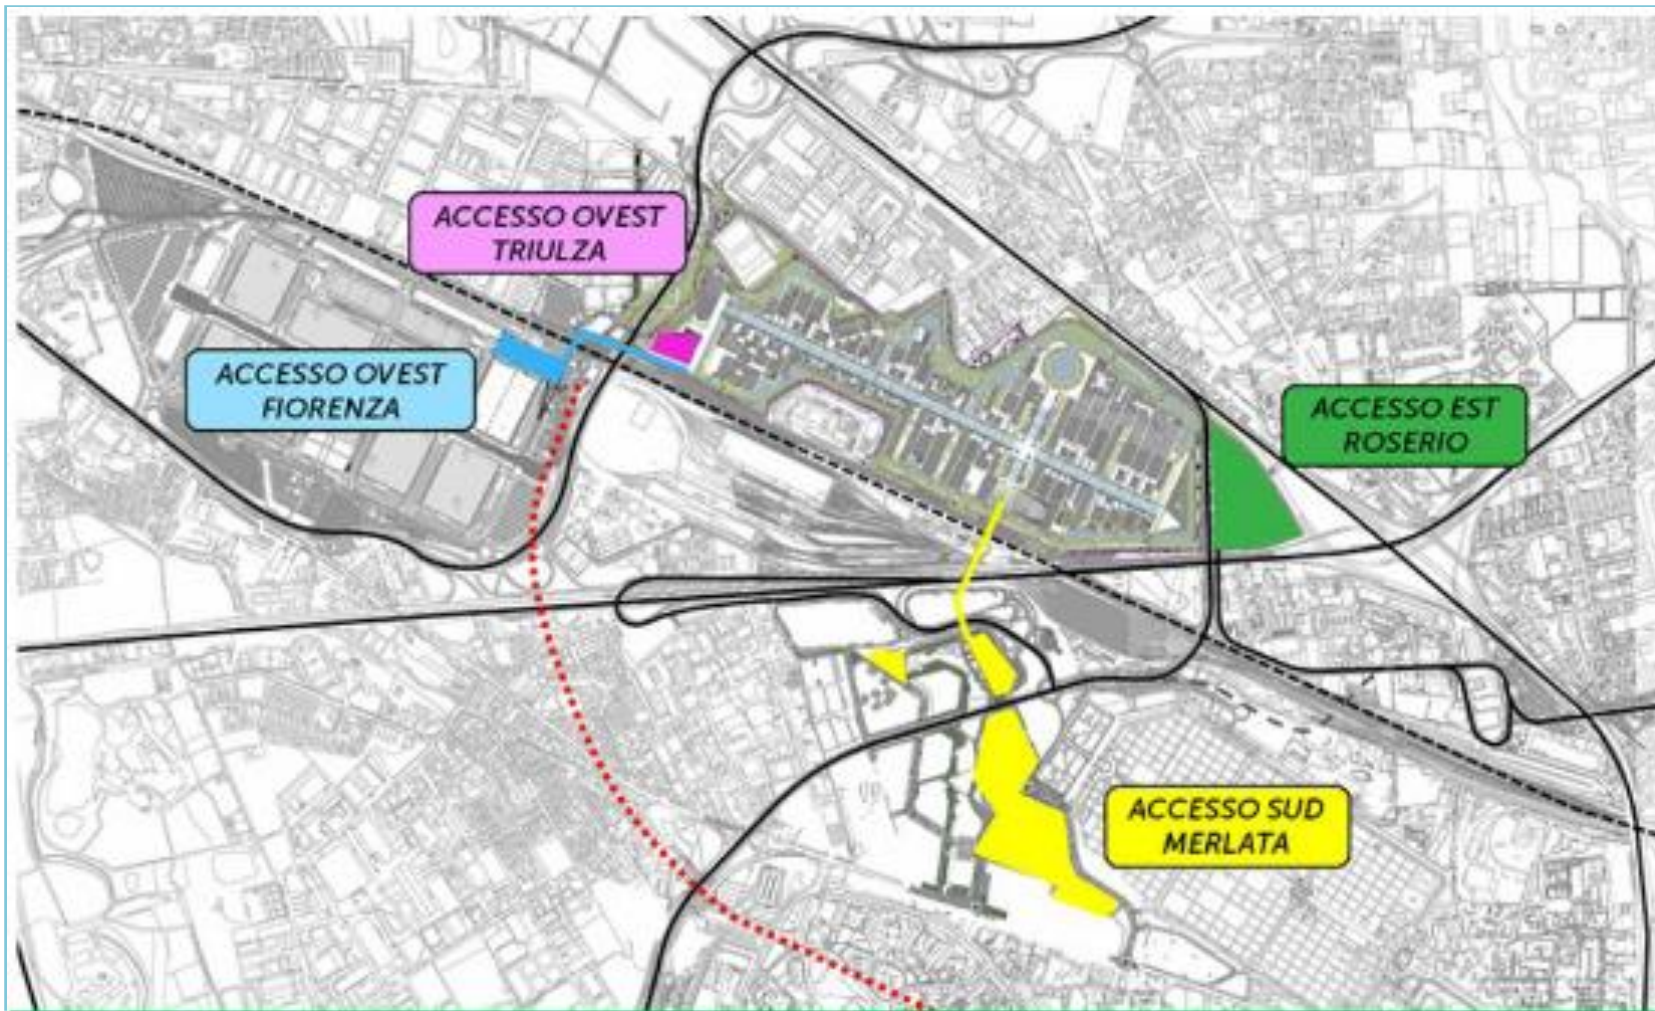 ACCESSO OVEST
TRIULZA
ACCESSO OVEST
FIORENZA
ACCESSO EST
ROSERIO
ACCESSO SUD
MERLATA